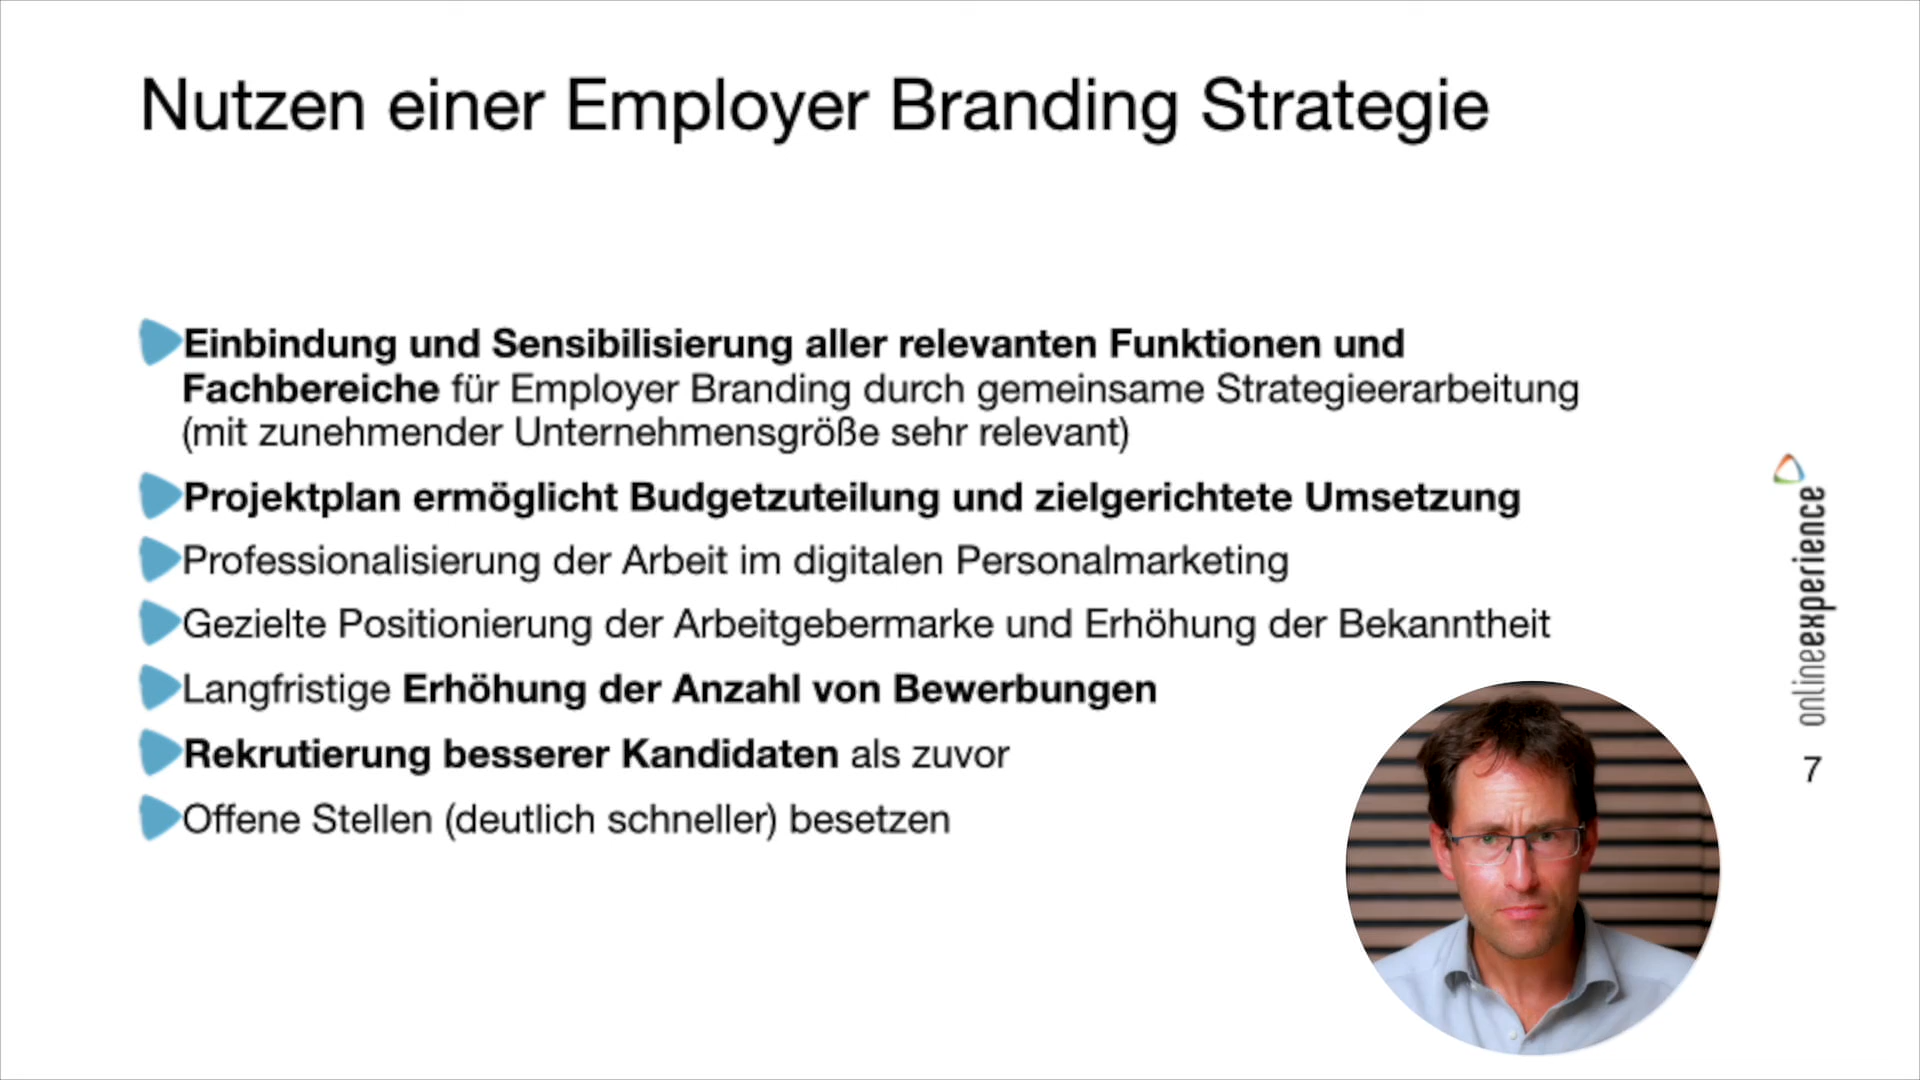 Nutzen einer Employer Branding Strategie
Einbindung und Sensibilisierung aller relevanten Funktionen und
Fachbereiche für Employer Branding durch gemeinsame Strategieerarbeitung
(mit zunehmender Unternehmensgröße sehr relevant)
Projektplan ermöglicht Budgetzuteilung und zielgerichtete Umsetzung
Professionalisierung der Arbeit im digitalen Personalmarketing
Gezielte Positionierung der Arbeitgebermarke und Erhöhung der Bekanntheit
Langfristige Erhöhung der Anzahl von Bewerbungen
Rekrutierung besserer Kandidaten als zuvor
Offene Stellen (deutlich schneller) besetzen
onlineexperience
7